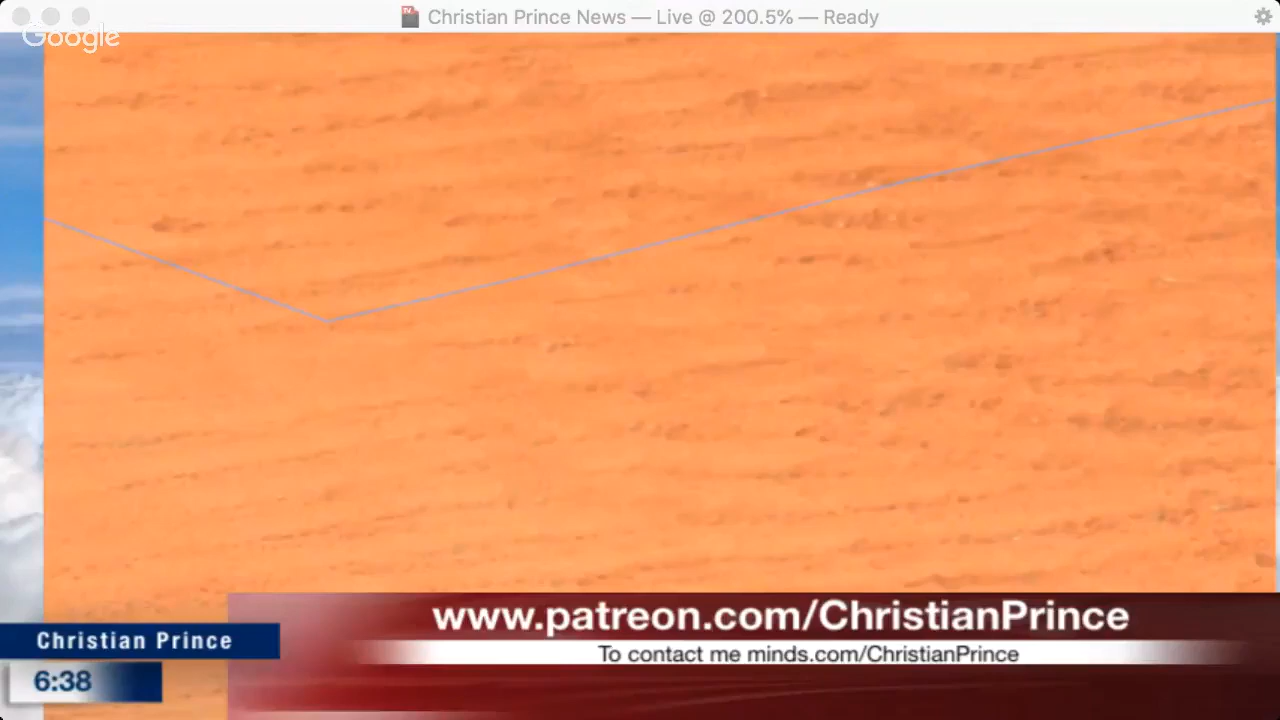 Christian Prince News — Live @ 200.5% — Ready
Google
www.patreon.com/ChristianPrince
Christian Prince
To contact me minds.com/ChristianPrince
6:38